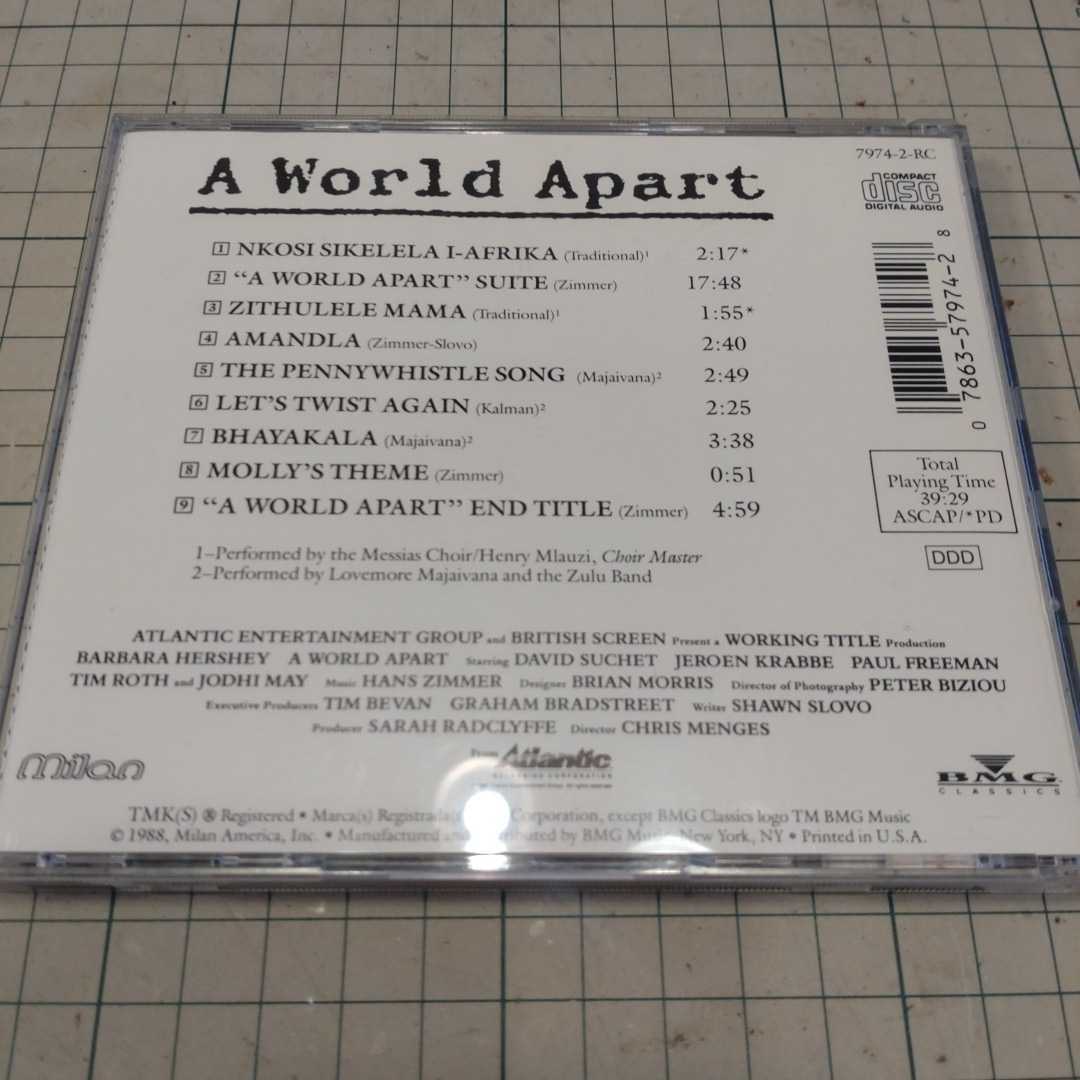 A World Apart
7974-2-RC
COMPACT
disc
DIGITAL AUDIO
1 NKOSI SIKELELA I-AFRIKA (Traditional)¹ 2:17*
2 “A WORLD APART” SUITE (Zimmer) 17:48
3 ZITHULELE MAMA (Traditional)¹ 1:55*
4 AMANDLA (Zimmer-Slovo) 2:40
5 THE PENNYWHISTLE SONG (Majaivana)² 2:49
6 LET’S TWIST AGAIN (Kalman)² 2:25
7 BHAYAKALA (Majaivana)² 3:38
8 MOLLY’S THEME (Zimmer) 0:51
9 “A WORLD APART” END TITLE (Zimmer) 4:59
0 78635-7974-2 8
Total
Playing Time
39:29
ASCAP/*PD
DDD
1–Performed by the Messias Choir/Henry Mlauzi, Choir Master
2–Performed by Lovemore Majaivana and the Zulu Band
ATLANTIC ENTERTAINMENT GROUP and BRITISH SCREEN Present a WORKING TITLE Production
BARBARA HERSHEY A WORLD APART Starring DAVID SUCHET JEROEN KRABBE PAUL FREEMAN
TIM ROTH and JODHI MAY Music HANS ZIMMER Designer BRIAN MORRIS Director of Photography PETER BIZIOU
Executive Producers TIM BEVAN GRAHAM BRADSTREET Writer SHAWN SLOVO
Producer SARAH RADCLYFFE Director CHRIS MENGES
Milan
From Atlantic
BMG
CLASSICS
TMK(S) ® Registered • Marca(s) Registrada Corporation, except BMG Classics logo TM BMG Music
© 1988, Milan America, Inc. • Manufactured and distributed by BMG Music, New York, NY • Printed in U.S.A.